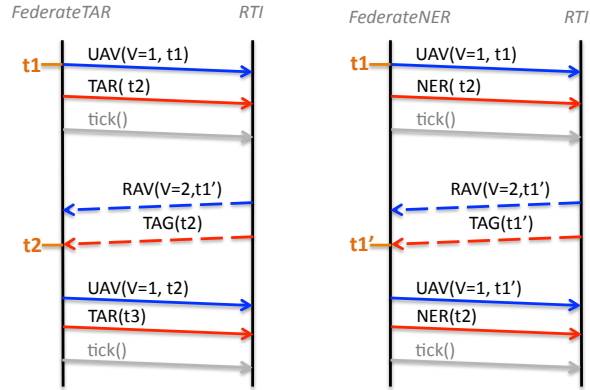 FederateTAR
RTI
t1
UAV(V=1, t1)
TAR( t2)
tick()
RAV(V=2,t1’)
TAG(t2)
t2
UAV(V=1, t2)
TAR(t3)
tick()
FederateNER
RTI
t1
UAV(V=1, t1)
NER( t2)
tick()
RAV(V=2,t1’)
TAG(t1’)
t1’
UAV(V=1, t1’)
NER(t2)
tick()